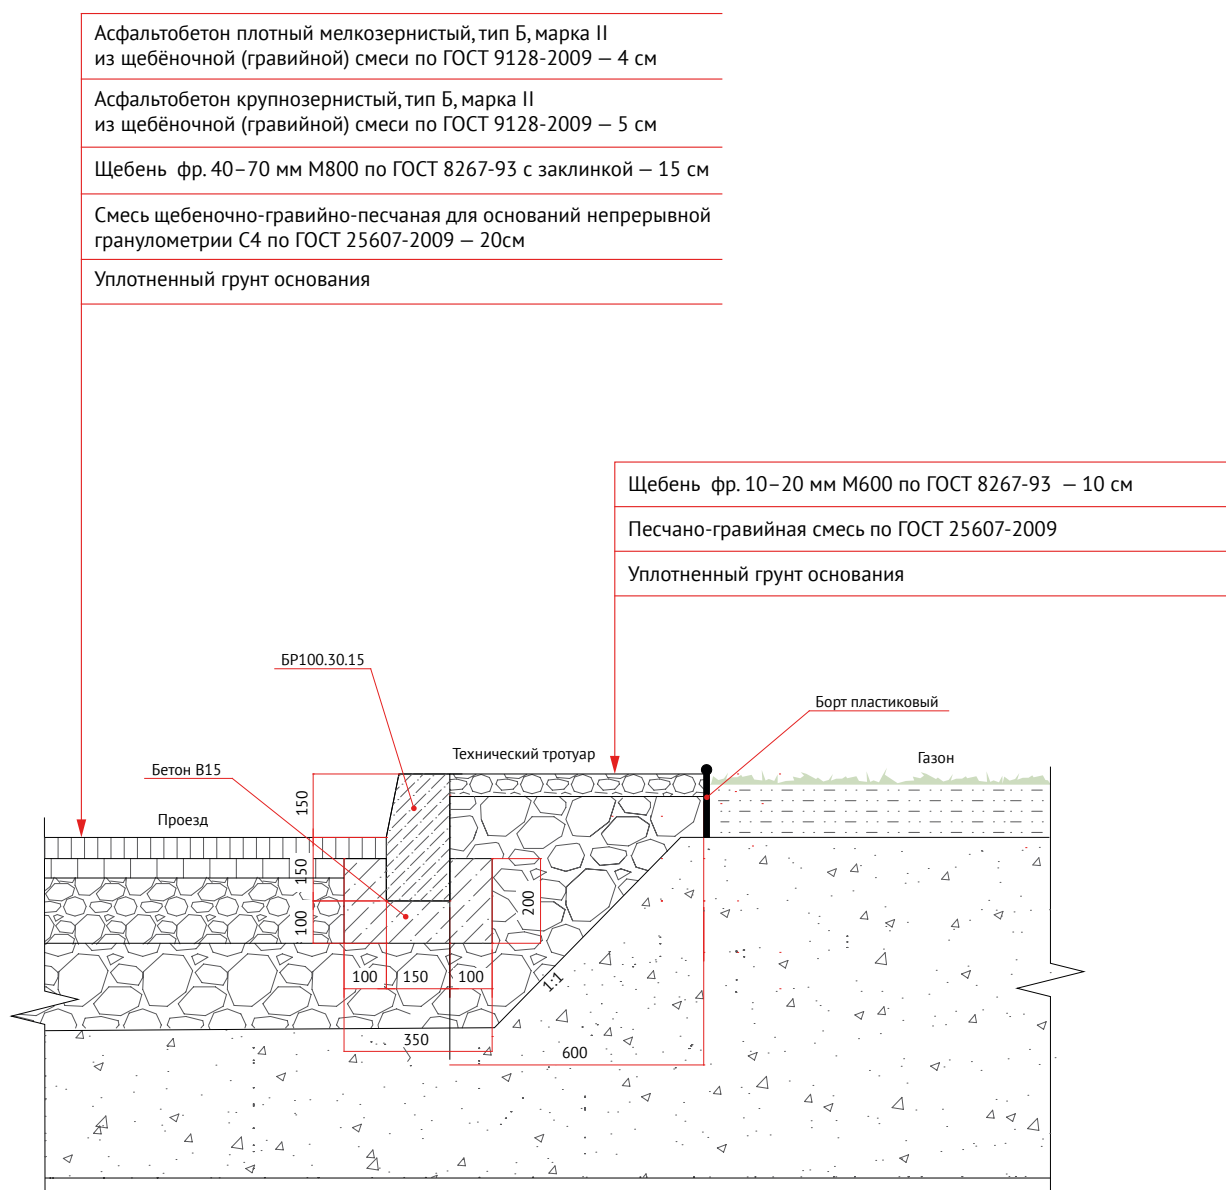 Асфальтобетон плотный мелкозернистый, тип Б, марка II
из щебёночной (гравийной) смеси по ГОСТ 9128-2009 — 4 см
Асфальтобетон крупнозернистый, тип Б, марка II
из щебёночной (гравийной) смеси по ГОСТ 9128-2009 — 5 см
Щебень фр. 40–70 мм М800 по ГОСТ 8267-93 с заклинкой — 15 см
Смесь щебеночно-гравийно-песчаная для оснований непрерывной
гранулометрии С4 по ГОСТ 25607-2009 — 20см
Уплотненный грунт основания
Щебень фр. 10–20 мм М600 по ГОСТ 8267-93 — 10 см
Песчано-гравийная смесь по ГОСТ 25607-2009
Уплотненный грунт основания
БР100.30.15
Борт пластиковый
Технический тротуар
Газон
Бетон В15
Проезд
150
150
100
200
100
150
100
1:1
350
600